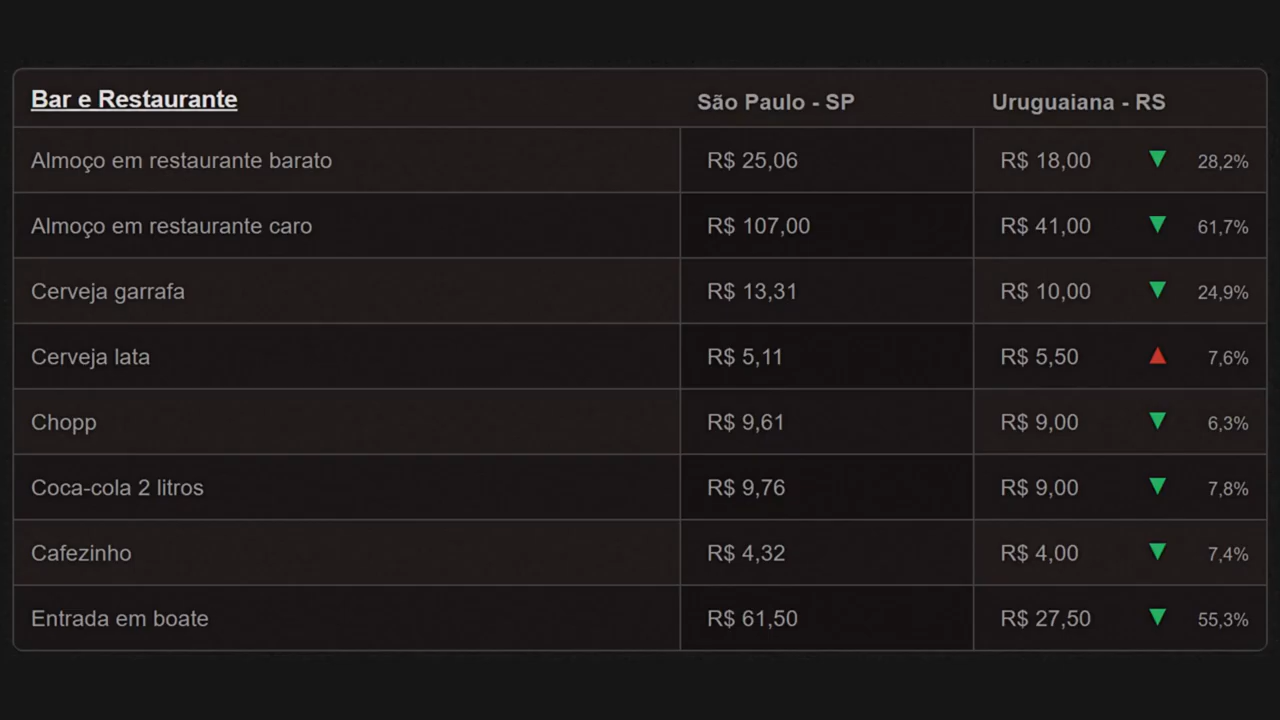 Bar e Restaurante São Paulo - SP Uruguaiana - RS
Almoço em restaurante barato R$ 25,06 R$ 18,00 ▼ 28,2%
Almoço em restaurante caro R$ 107,00 R$ 41,00 ▼ 61,7%
Cerveja garrafa R$ 13,31 R$ 10,00 ▼ 24,9%
Cerveja lata R$ 5,11 R$ 5,50 ▲ 7,6%
Chopp R$ 9,61 R$ 9,00 ▼ 6,3%
Coca-cola 2 litros R$ 9,76 R$ 9,00 ▼ 7,8%
Cafezinho R$ 4,32 R$ 4,00 ▼ 7,4%
Entrada em boate R$ 61,50 R$ 27,50 ▼ 55,3%